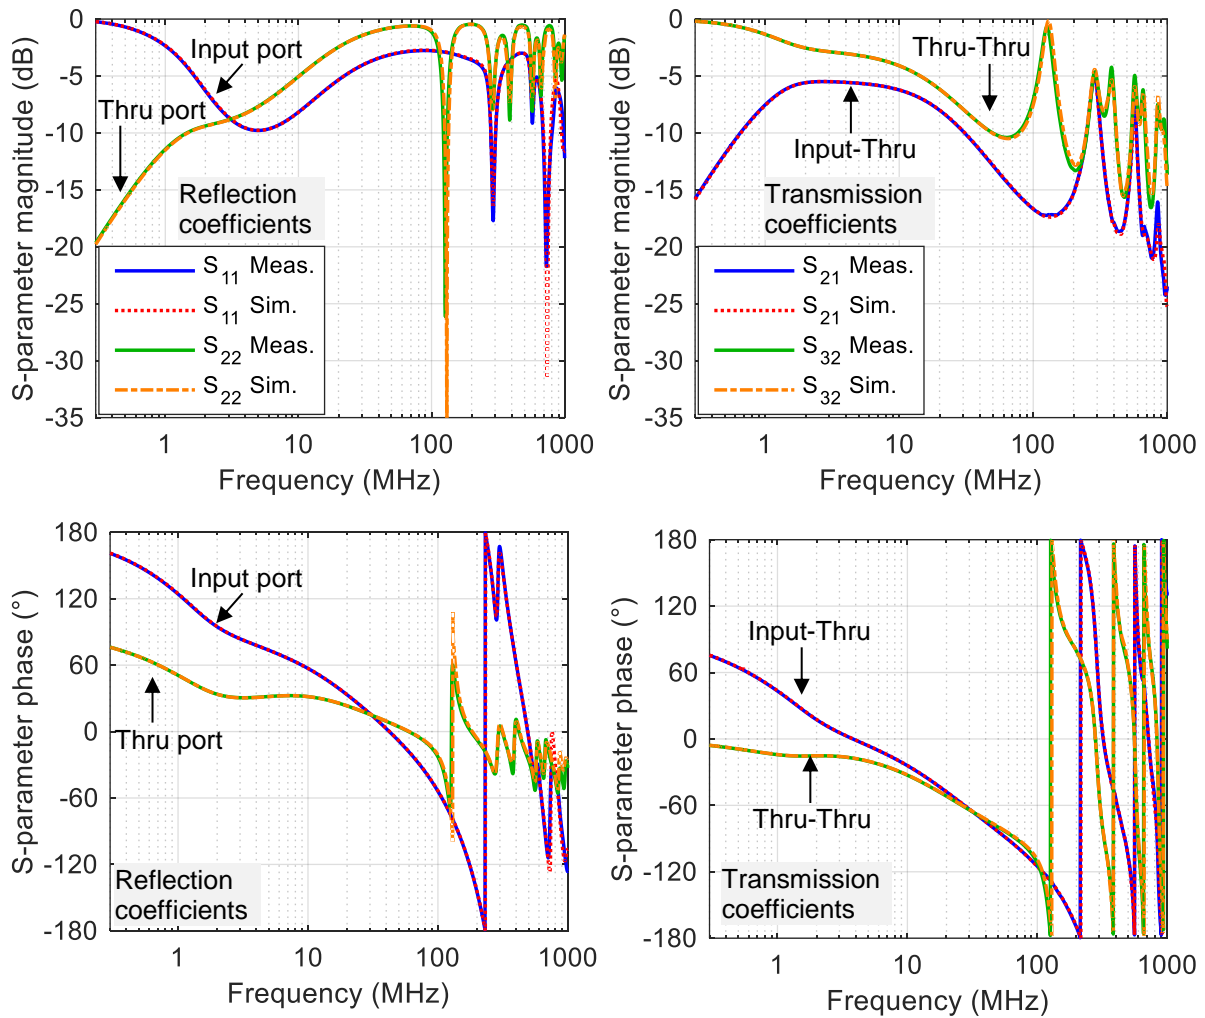 0
-5
-10
-15
-20
-25
-30
-35
S-parameter magnitude (dB)
Input port
Thru port
Reflection
coefficients
S11 Meas.
S11 Sim.
S22 Meas.
S22 Sim.
1
10
100
1000
Frequency (MHz)
0
-5
-10
-15
-20
-25
-30
-35
S-parameter magnitude (dB)
Thru-Thru
Input-Thru
Transmission
coefficients
S21 Meas.
S21 Sim.
S32 Meas.
S32 Sim.
1
10
100
1000
Frequency (MHz)
180
120
60
0
-60
-120
-180
S-parameter phase (°)
Input port
Thru port
Reflection
coefficients
1
10
100
1000
Frequency (MHz)
180
120
60
0
-60
-120
-180
S-parameter phase (°)
Input-Thru
Thru-Thru
Transmission
coefficients
1
10
100
1000
Frequency (MHz)